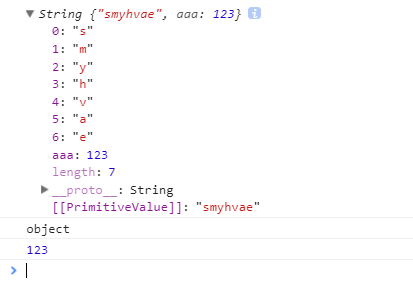 ▼ String {"smyhvae", aaa: 123} i
0: "s"
1: "m"
2: "y"
3: "h"
4: "v"
5: "a"
6: "e"
aaa: 123
length: 7
▶ __proto__: String
[[PrimitiveValue]]: "smyhvae"
object
123
>